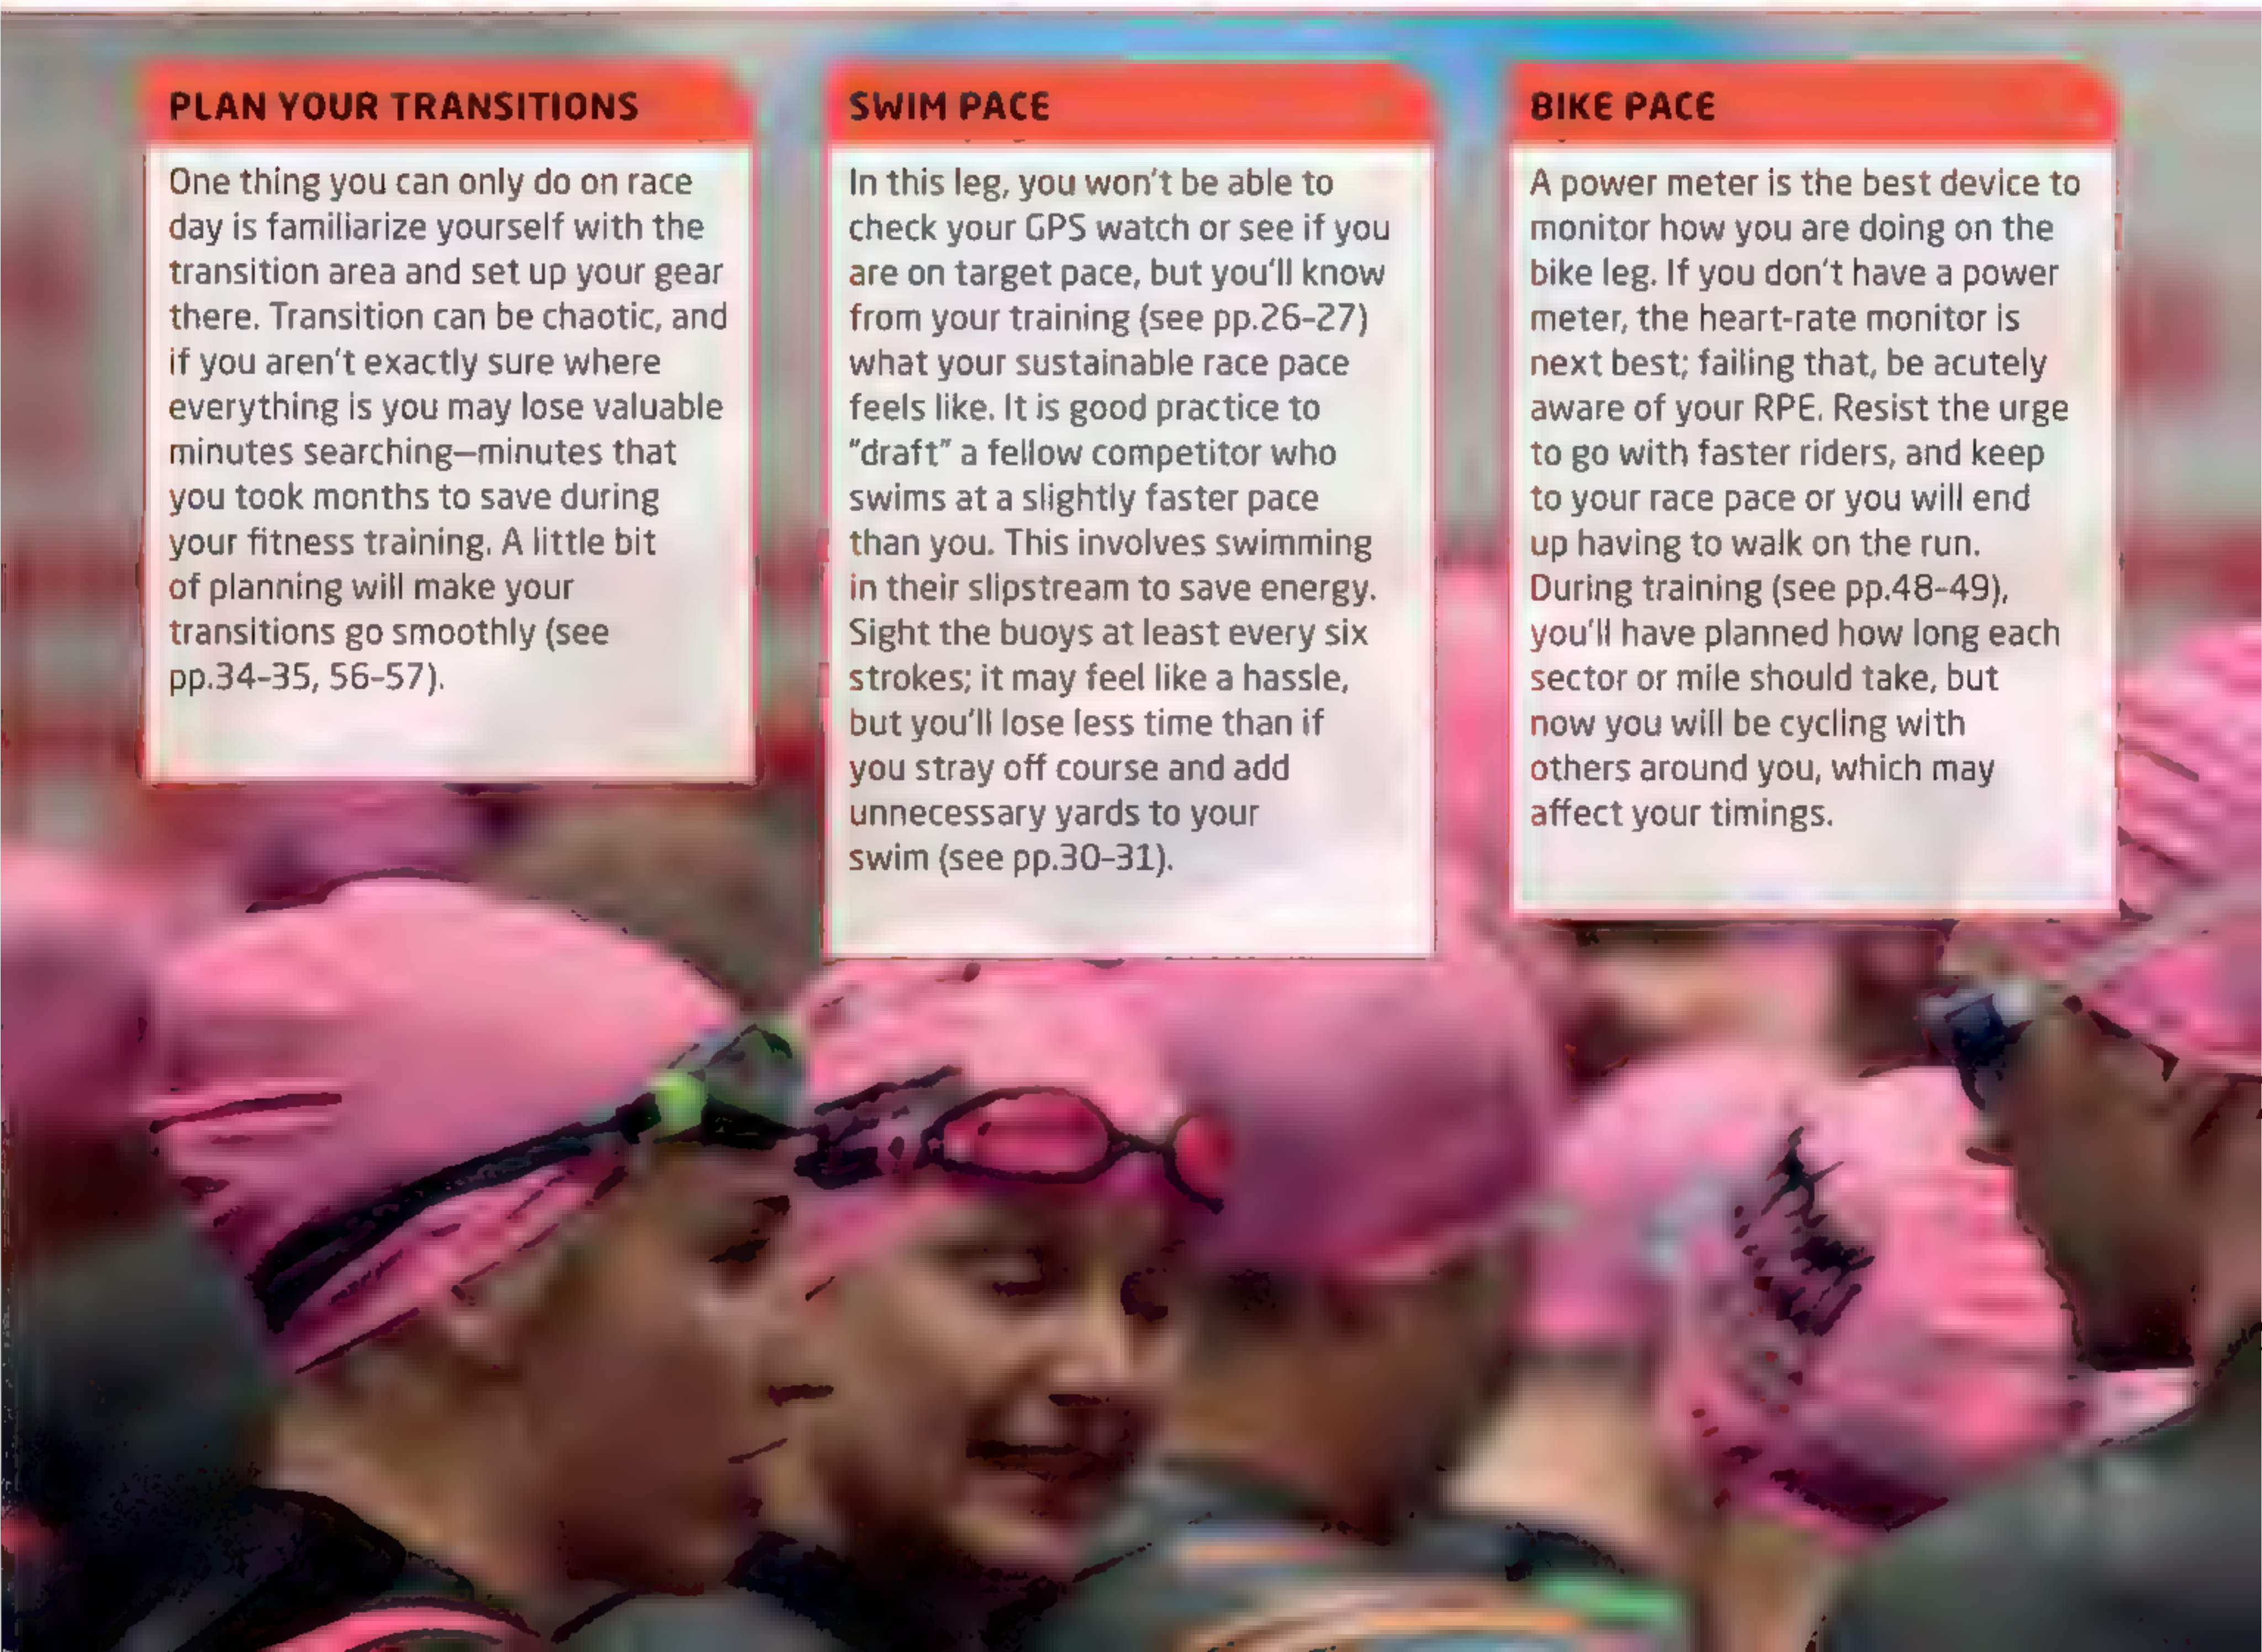 PLAN YOUR TRANSITIONS
One thing you can only do on race
day is familiarize yourself with the
transition area and set up your gear
there. Transition can be chaotic, and
if you aren't exactly sure where
everything is you may lose valuable
minutes searching—minutes that
you took months to save during
your fitness training. A little bit
of planning will make your
transitions go smoothly (see
pp.34–35, 56–57).
SWIM PACE
In this leg, you won't be able to
check your GPS watch or see if you
are on target pace, but you'll know
from your training (see pp.26–27)
what your sustainable race pace
feels like. It is good practice to
"draft" a fellow competitor who
swims at a slightly faster pace
than you. This involves swimming
in their slipstream to save energy.
Sight the buoys at least every six
strokes; it may feel like a hassle,
but you'll lose less time than if
you stray off course and add
unnecessary yards to your
swim (see pp.30–31).
BIKE PACE
A power meter is the best device to
monitor how you are doing on the
bike leg. If you don't have a power
meter, the heart-rate monitor is
next best; failing that, be acutely
aware of your RPE. Resist the urge
to go with faster riders, and keep
to your race pace or you will end
up having to walk on the run.
During training (see pp.48–49),
you'll have planned how long each
sector or mile should take, but
now you will be cycling with
others around you, which may
affect your timings.